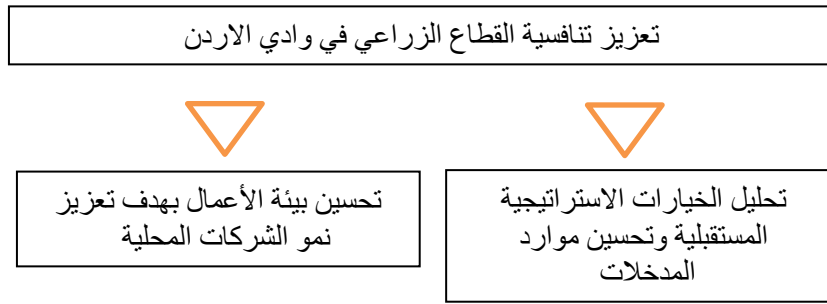 تعزيز تنافسية القطاع الزراعي في وادي الاردن
تحليل الخيارات الاستراتيجية
المستقبلية وتحسين موارد
المدخلات
تحسين بيئة الأعمال بهدف تعزيز
نمو الشركات المحلية